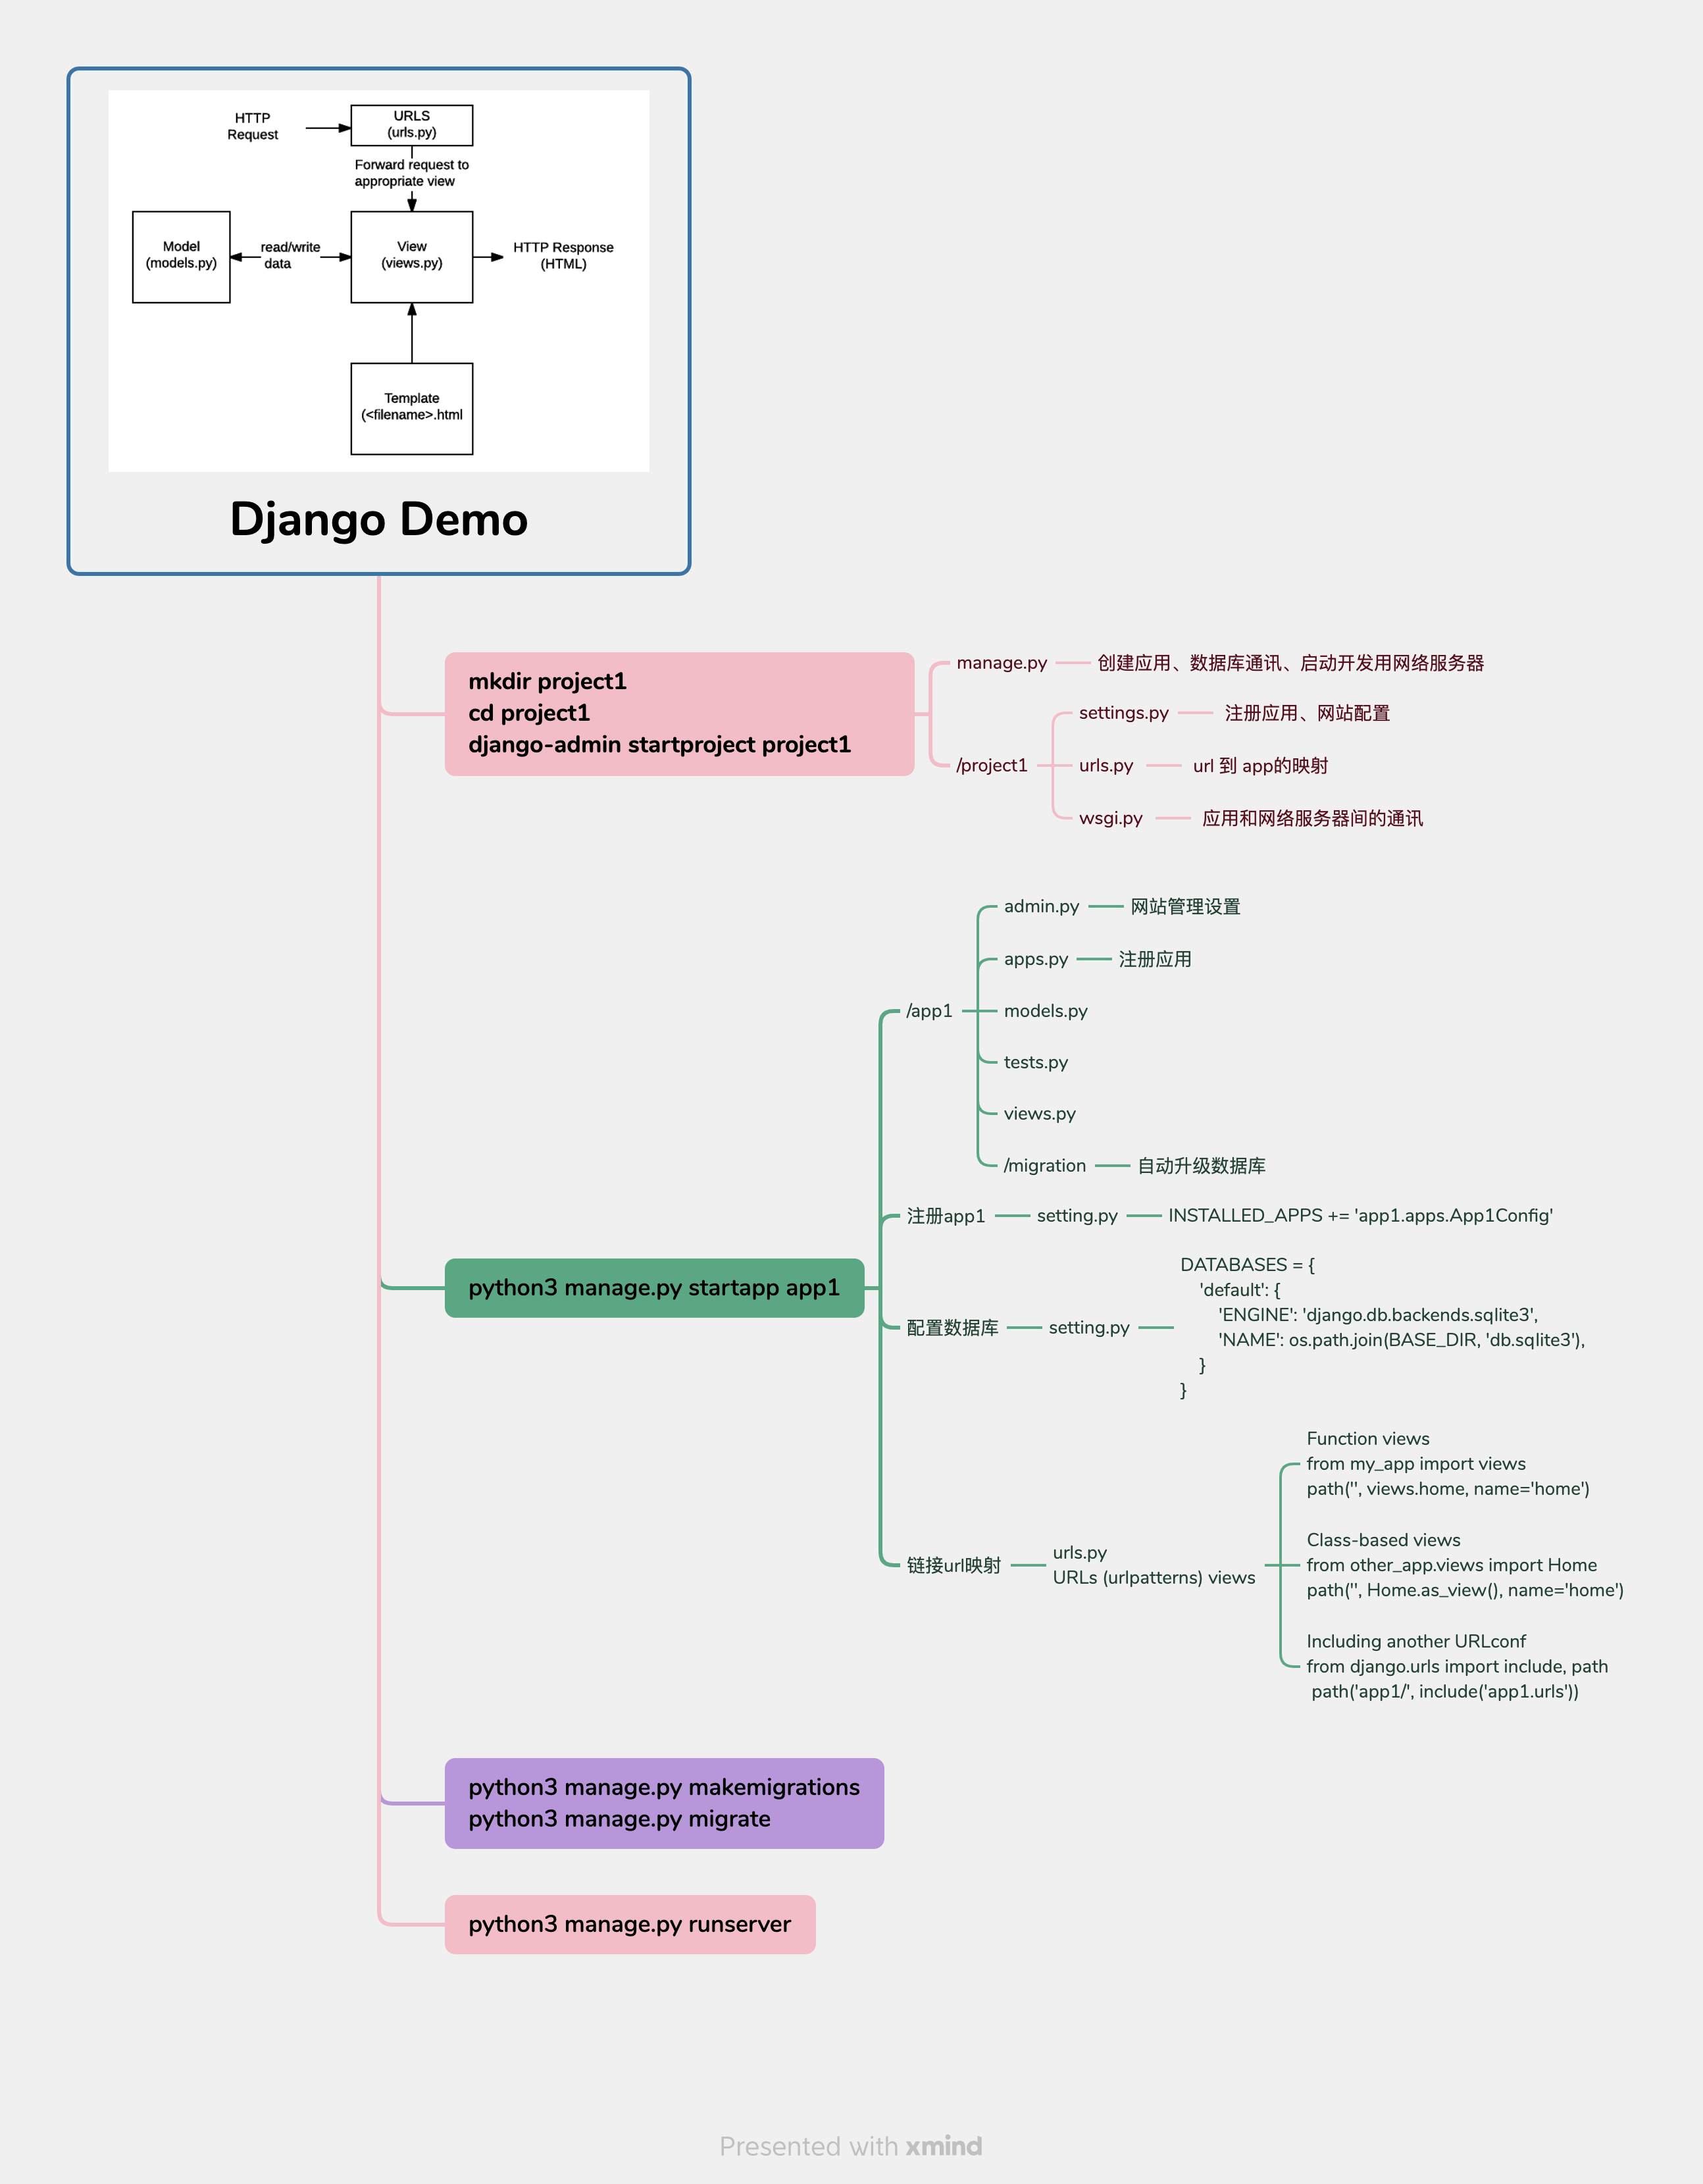 HTTP
Request
URLS
(urls.py)
Forward request to
appropriate view
Model
(models.py)
read/write
data
View
(views.py)
HTTP Response
(HTML)
Template
(<filename>.html
Django Demo
mkdir project1
cd project1
django-admin startproject project1
manage.py
创建应用、数据库通讯、启动开发用网络服务器
/project1
settings.py
注册应用、网站配置
urls.py
url 到 app的映射
wsgi.py
应用和网络服务器间的通讯
python3 manage.py startapp app1
/app1
admin.py
网站管理设置
apps.py
注册应用
models.py
tests.py
views.py
/migration
自动升级数据库
注册app1
setting.py
INSTALLED_APPS += 'app1.apps.App1Config'
配置数据库
setting.py
DATABASES = {
'default': {
'ENGINE': 'django.db.backends.sqlite3',
'NAME': os.path.join(BASE_DIR, 'db.sqlite3'),
}
}
链接url映射
urls.py
URLs (urlpatterns) views
Function views
from my_app import views
path('', views.home, name='home')
Class-based views
from other_app.views import Home
path('', Home.as_view(), name='home')
Including another URLconf
from django.urls import include, path
path('app1/', include('app1.urls'))
python3 manage.py makemigrations
python3 manage.py migrate
python3 manage.py runserver
Presented with xmind